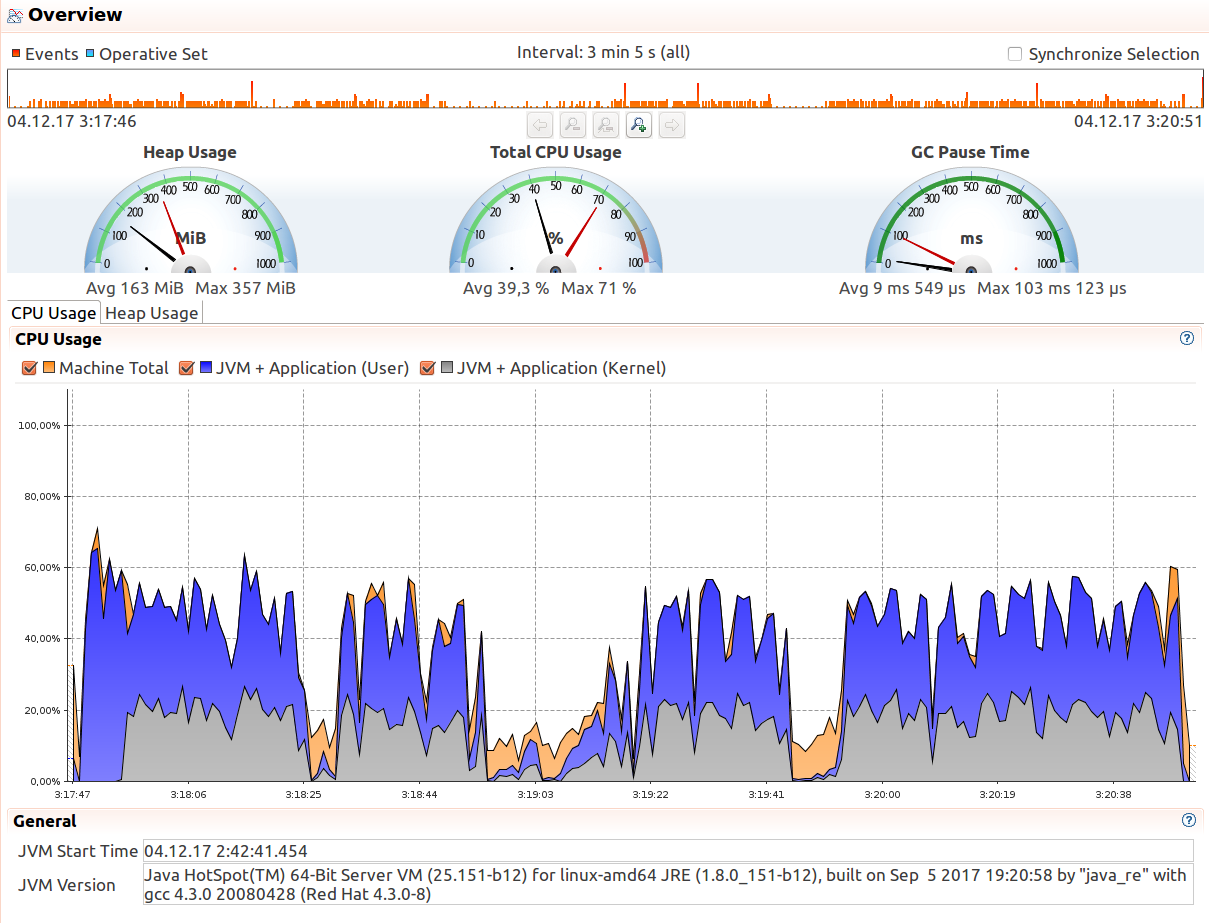 Overview
Events Operative Set Interval: 3 min 5 s (all) Synchronize Selection
04.12.17 3:17:46 04.12.17 3:20:51
Heap Usage Total CPU Usage GC Pause Time
0 100 200 300 400 500 600 700 800 900 1000
MiB
0 10 20 30 40 50 60 70 80 90 100
%
0 100 200 300 400 500 600 700 800 900 1000
ms
Avg 163 MiB Max 357 MiB Avg 39,3 % Max 71 % Avg 9 ms 549 µs Max 103 ms 123 µs
CPU Usage Heap Usage
CPU Usage
Machine Total JVM + Application (User) JVM + Application (Kernel)
100,00%
80,00%
60,00%
40,00%
20,00%
0,00%
3:17:47 3:18:06 3:18:25 3:18:44 3:19:03 3:19:22 3:19:41 3:20:00 3:20:19 3:20:38
General
JVM Start Time 04.12.17 2:42:41.454
JVM Version Java HotSpot(TM) 64-Bit Server VM (25.151-b12) for linux-amd64 JRE (1.8.0_151-b12), built on Sep  5 2017 19:20:58 by "java_re" with
gcc 4.3.0 20080428 (Red Hat 4.3.0-8)